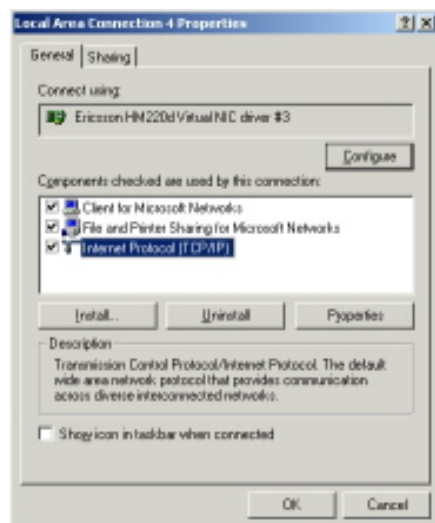 Local Area Connection 4 Properties
General Sharing
Connect using:
Ericsson HM220d Virtual NIC driver #3
Configure
Components checked are used by this connection:
Client for Microsoft Networks
File and Printer Sharing for Microsoft Networks
Internet Protocol (TCP/IP)
Install... Uninstall Properties
Description
Transmission Control Protocol/Internet Protocol. The default
wide area network protocol that provides communication
across diverse interconnected networks.
Show icon in taskbar when connected
OK Cancel